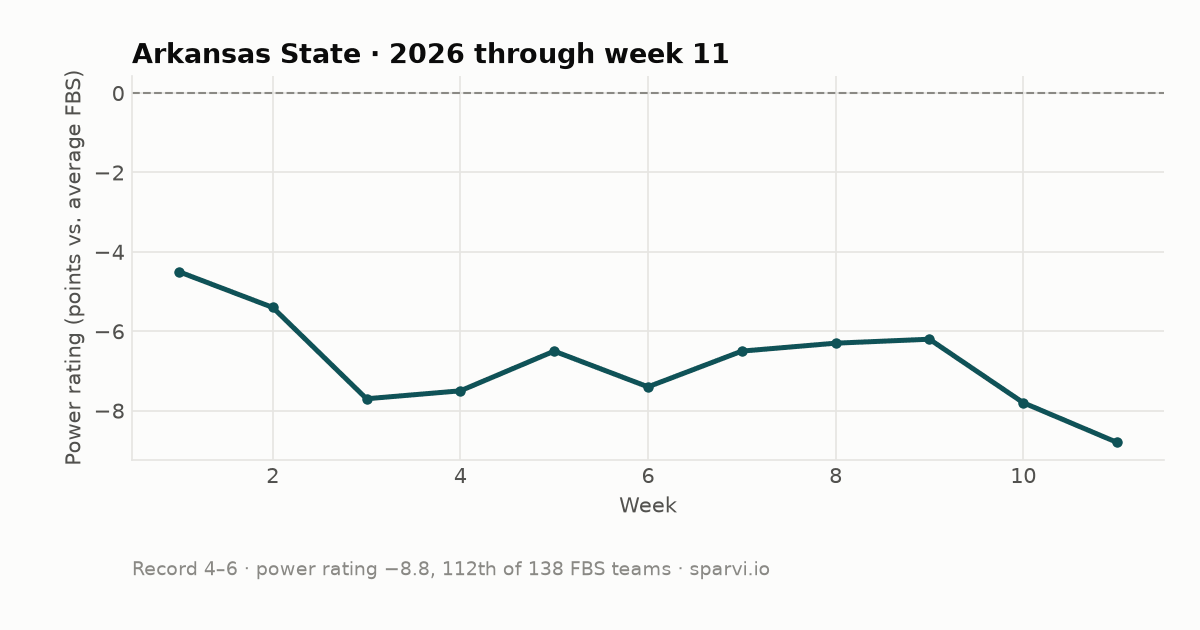 Arkansas State · 2026 through week 11
Power rating (points vs. average FBS)
0
−2
−4
−6
−8
2 4 6 8 10
Week
Record 4–6 · power rating −8.8, 112th of 138 FBS teams · sparvi.io